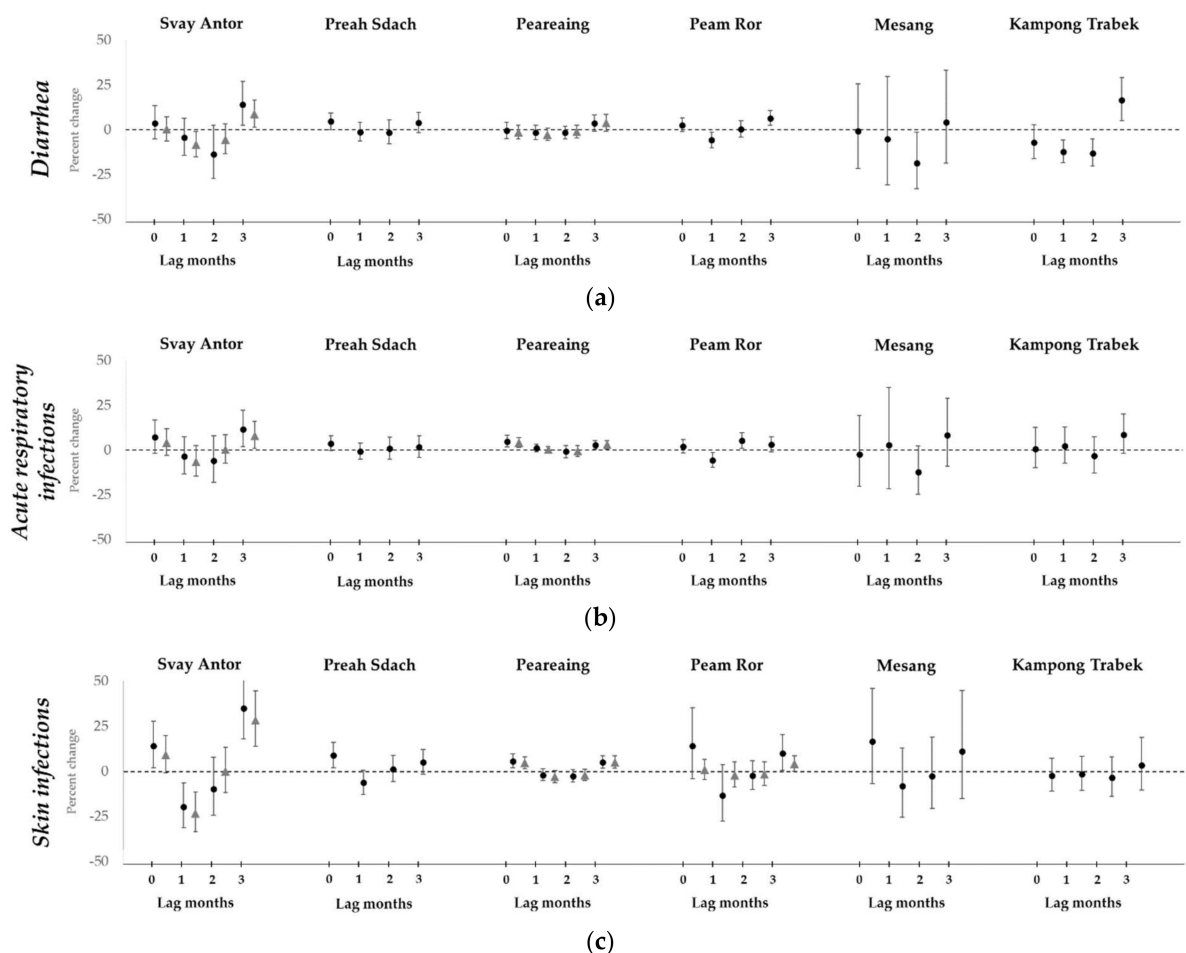 Svay Antor Preah Sdach Peareaing Peam Ror Mesang Kampong Trabek
Diarrhea
Percent change
50
25
0
-25
-50
0 1 2 3 0 1 2 3 0 1 2 3 0 1 2 3 0 1 2 3 0 1 2 3
Lag months Lag months Lag months Lag months Lag months Lag months
(a)
Svay Antor Preah Sdach Peareaing Peam Ror Mesang Kampong Trabek
Acute respiratory
infections
Percent change
50
25
0
-25
-50
0 1 2 3 0 1 2 3 0 1 2 3 0 1 2 3 0 1 2 3 0 1 2 3
Lag months Lag months Lag months Lag months Lag months Lag months
(b)
Svay Antor Preah Sdach Peareaing Peam Ror Mesang Kampong Trabek
Skin infections
Percent change
50
25
0
-25
-50
0 1 2 3 0 1 2 3 0 1 2 3 0 1 2 3 0 1 2 3 0 1 2 3
Lag months Lag months Lag months Lag months Lag months Lag months
(c)